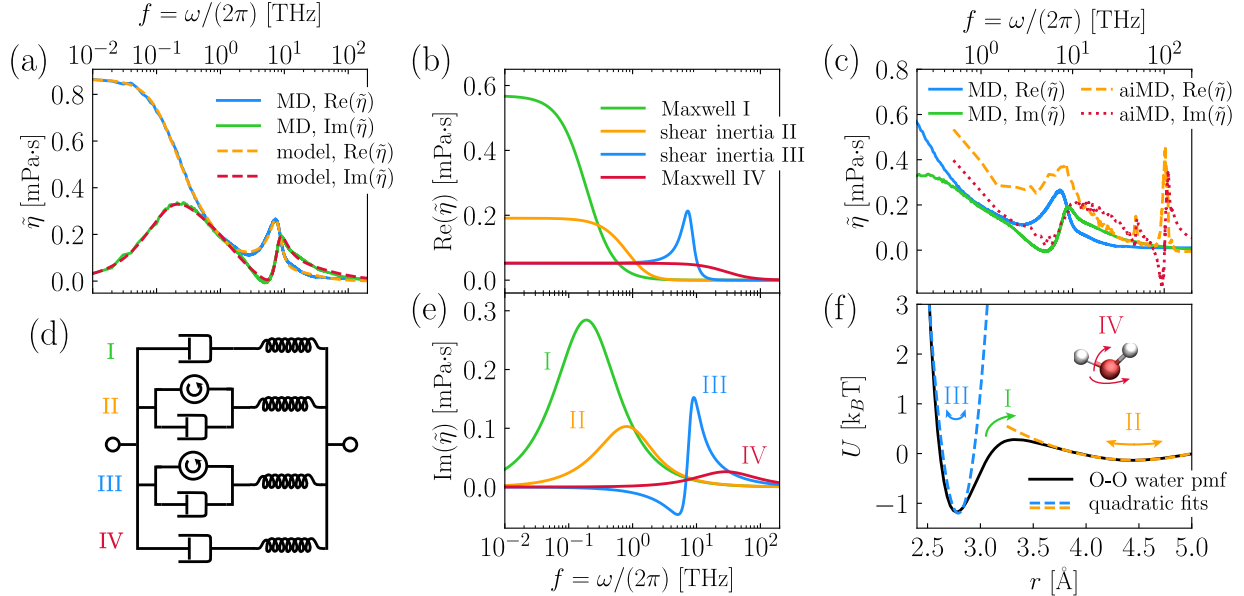 f = ω/(2π) [THz]
10⁻² 10⁻¹ 10⁰ 10¹ 10²
(a)
0.8
0.6
0.4
0.2
0.0
η̃ [mPa·s]
MD, Re(η̃)
MD, Im(η̃)
model, Re(η̃)
model, Im(η̃)
(b)
0.6
0.4
0.2
0.0
Re(η̃) [mPa·s]
Maxwell I
shear inertia II
shear inertia III
Maxwell IV
f = ω/(2π) [THz]
10⁰ 10¹ 10²
(c)
0.8
0.6
0.4
0.2
0.0
η̃ [mPa·s]
MD, Re(η̃)
MD, Im(η̃)
aiMD, Re(η̃)
aiMD, Im(η̃)
(d)
I
II
III
IV
(e)
0.3
0.2
0.1
0.0
Im(η̃) [mPa·s]
I
II
III
IV
10⁻² 10⁻¹ 10⁰ 10¹ 10²
f = ω/(2π) [THz]
(f)
3
2
1
0
−1
U [k_BT]
III
I
IV
II
O-O water pmf
quadratic fits
2.5 3.0 3.5 4.0 4.5 5.0
r [Å]